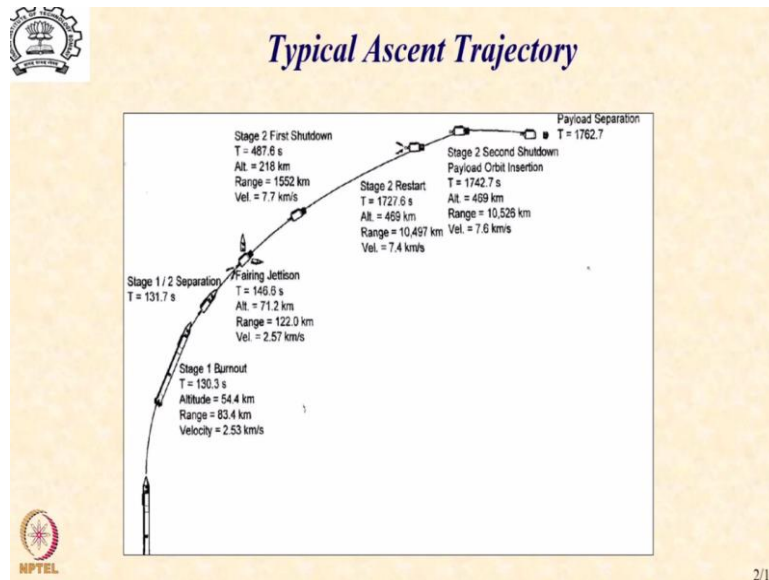 Typical Ascent Trajectory
Payload Separation
T = 1762.7
Stage 2 First Shutdown
T = 487.6 s
Alt. = 218 km
Range = 1552 km
Vel. = 7.7 km/s
Stage 2 Second Shutdown
Payload Orbit Insertion
T = 1742.7 s
Alt. = 469 km
Range = 10,526 km
Vel. = 7.6 km/s
Stage 2 Restart
T = 1727.6 s
Alt. = 469 km
Range = 10,497 km
Vel. = 7.4 km/s
Stage 1 / 2 Separation
T = 131.7 s
Fairing Jettison
T = 146.6 s
Alt. = 71.2 km
Range = 122.0 km
Vel. = 2.57 km/s
Stage 1 Burnout
T = 130.3 s
Altitude = 54.4 km
Range = 83.4 km
Velocity = 2.53 km/s
NPTEL
2/1